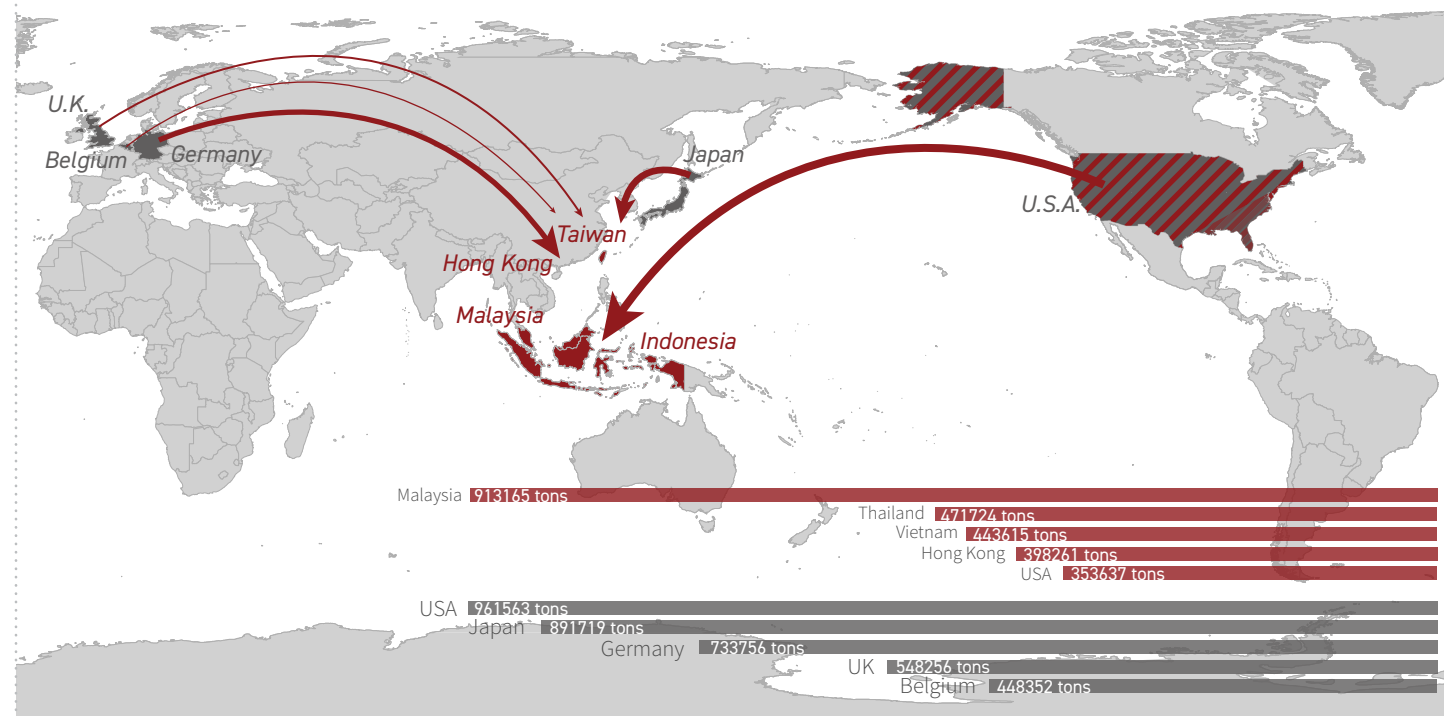 U.K.
Belgium
Germany
Japan
U.S.A.
Taiwan
Hong Kong
Malaysia
Indonesia
Malaysia 913165 tons
Thailand 471724 tons
Vietnam 443615 tons
Hong Kong 398261 tons
USA 353637 tons
USA 961563 tons
Japan 891719 tons
Germany 733756 tons
UK 548256 tons
Belgium 448352 tons